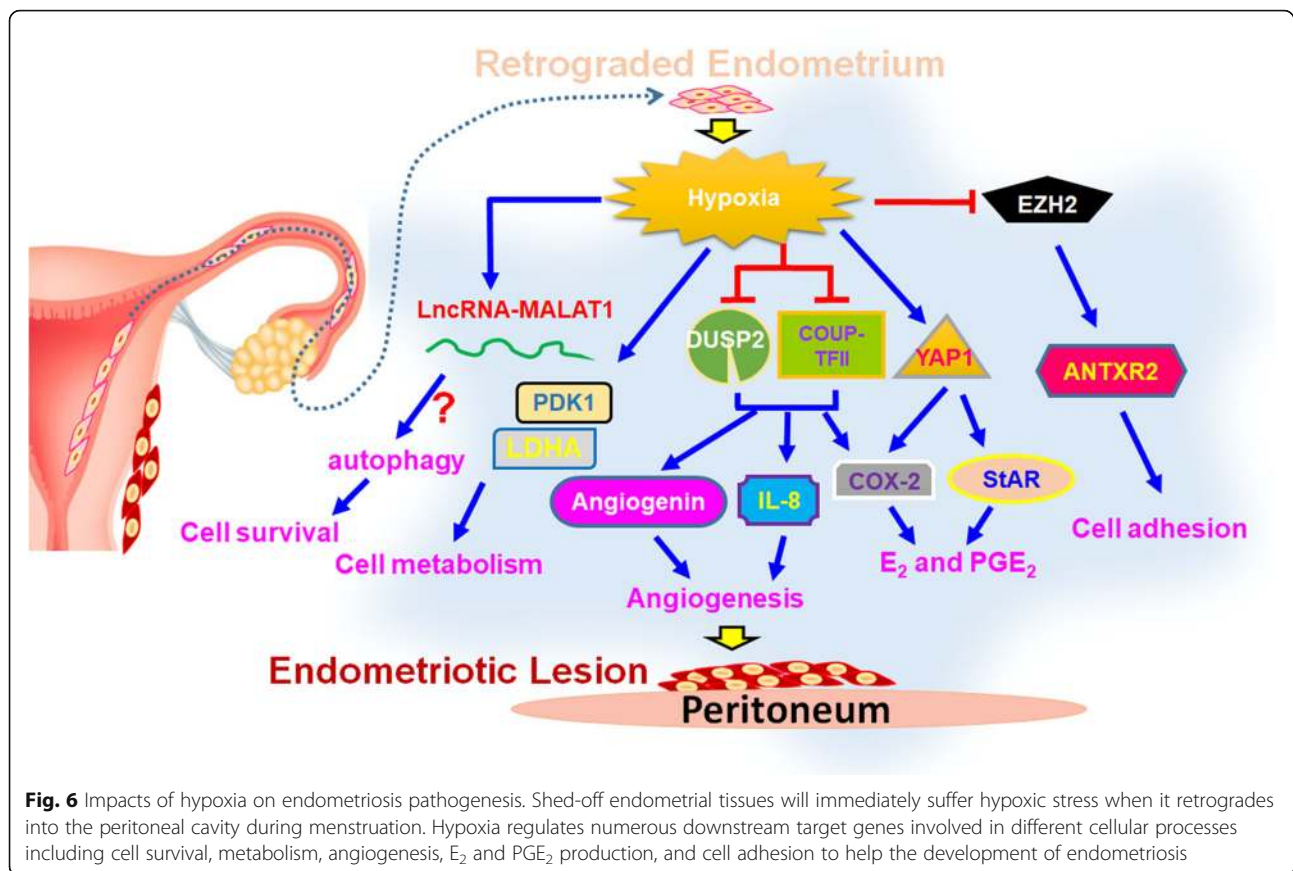 Retrograded Endometrium
Hypoxia
EZH2
LncRNA-MALAT1
DUSP2
COUP-
TFII
YAP1
ANTXR2
?
PDK1
LDHA
autophagy
Angiogenin
IL-8
COX-2
StAR
Cell survival
Cell metabolism
E₂ and PGE₂
Cell adhesion
Angiogenesis
Endometriotic Lesion
Peritoneum
Fig. 6 Impacts of hypoxia on endometriosis pathogenesis. Shed-off endometrial tissues will immediately suffer hypoxic stress when it retrogrades
into the peritoneal cavity during menstruation. Hypoxia regulates numerous downstream target genes involved in different cellular processes
including cell survival, metabolism, angiogenesis, E₂ and PGE₂ production, and cell adhesion to help the development of endometriosis